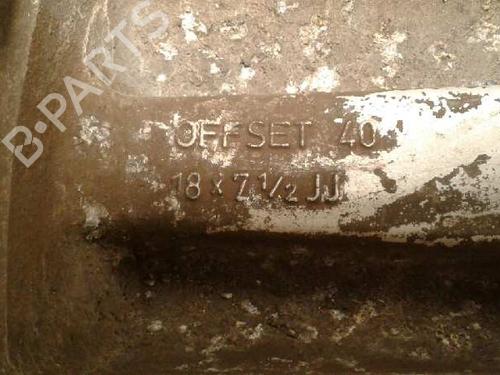 B-PARTS
OFFSET 40
18 x 7 1/2 JJ